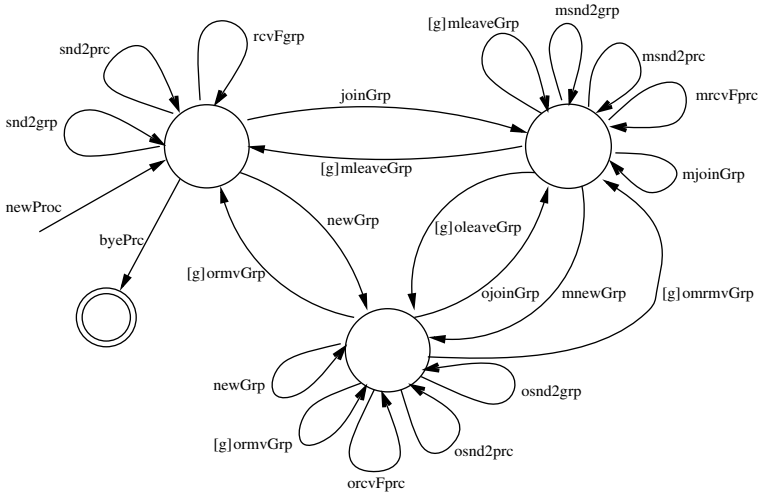 msnd2grp
[g]mleaveGrp
rcvFgrp
snd2prc
msnd2prc
mrcvFprc
joinGrp
snd2grp
[g]mleaveGrp
mjoinGrp
newProc
newGrp
[g]oleaveGrp
byePrc
[g]ormvGrp
ojoinGrp
mnewGrp
[g]omrmvGrp
newGrp
osnd2grp
[g]ormvGrp
osnd2prc
orcvFprc